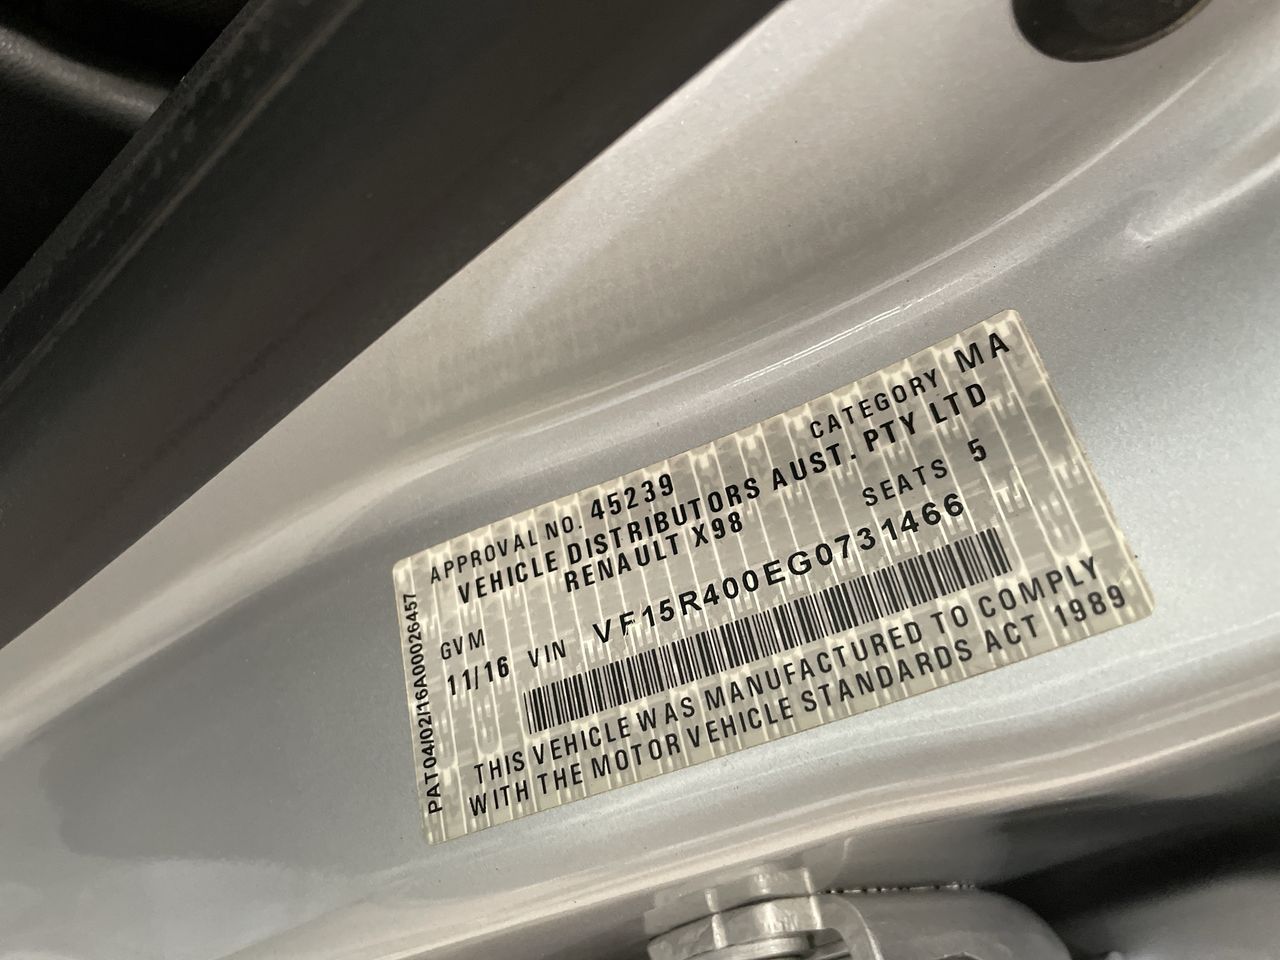 APPROVAL NO. 45239 CATEGORY MA
VEHICLE DISTRIBUTORS AUST. PTY LTD
RENAULT X98 SEATS 5
GVM
11/16 VIN VF15R400EG0731466
THIS VEHICLE WAS MANUFACTURED TO COMPLY
WITH THE MOTOR VEHICLE STANDARDS ACT 1989
PAT04/02/16A00026457